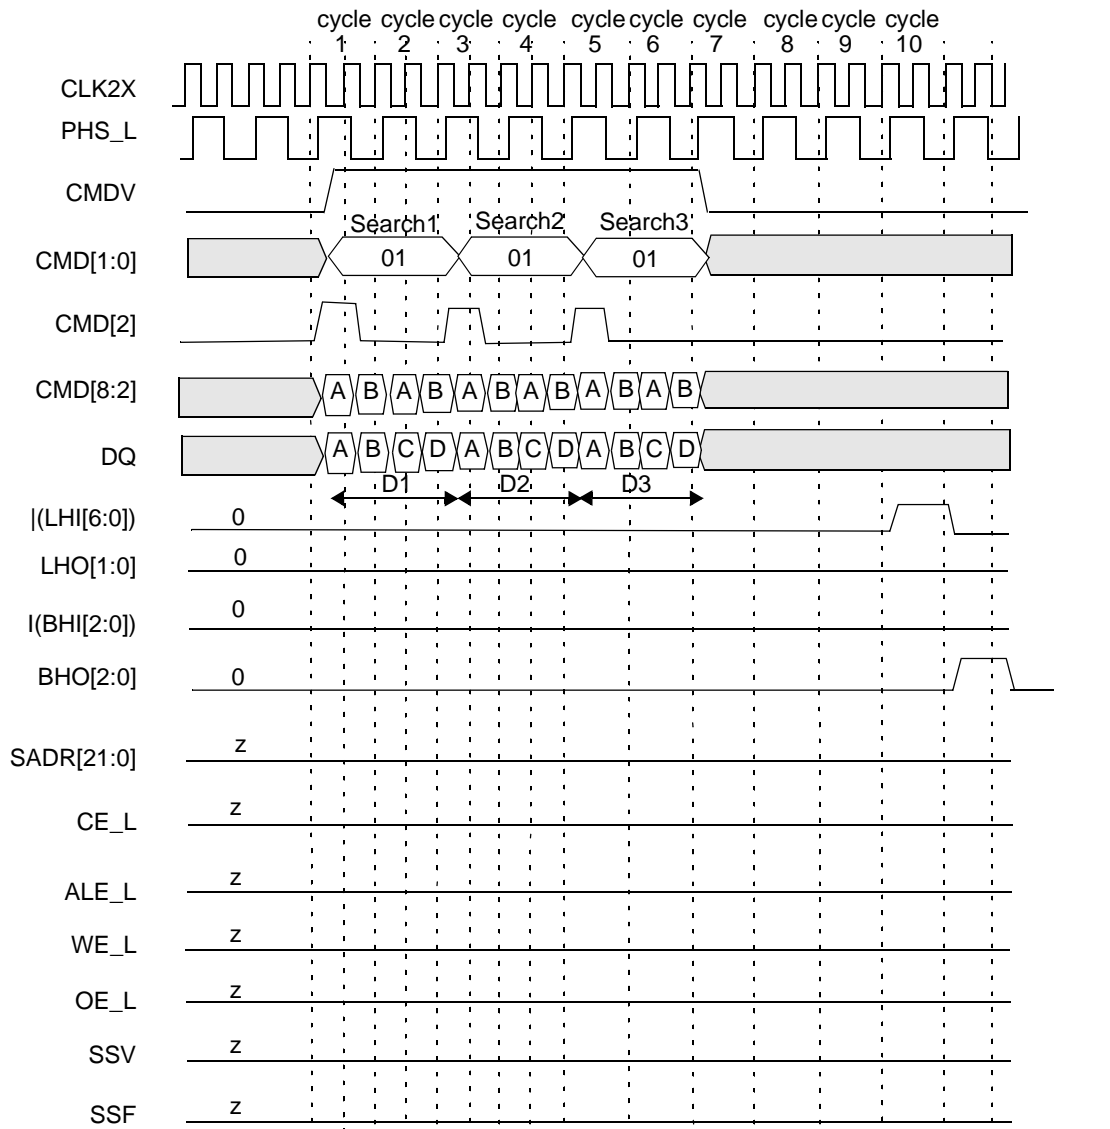 cycle cycle cycle cycle cycle cycle cycle cycle cycle cycle
1 2 3 4 5 6 7 8 9 10
CLK2X
PHS_L
CMDV
Search1 Search2 Search3
CMD[1:0] 01 01 01
CMD[2]
CMD[8:2] A B A B A B A B A B A B
DQ A B C D A B C D A B C D
D1 D2 D3
|(LHI[6:0]) 0
LHO[1:0] 0
I(BHI[2:0]) 0
BHO[2:0] 0
SADR[21:0] z
CE_L z
ALE_L z
WE_L z
OE_L z
SSV z
SSF z